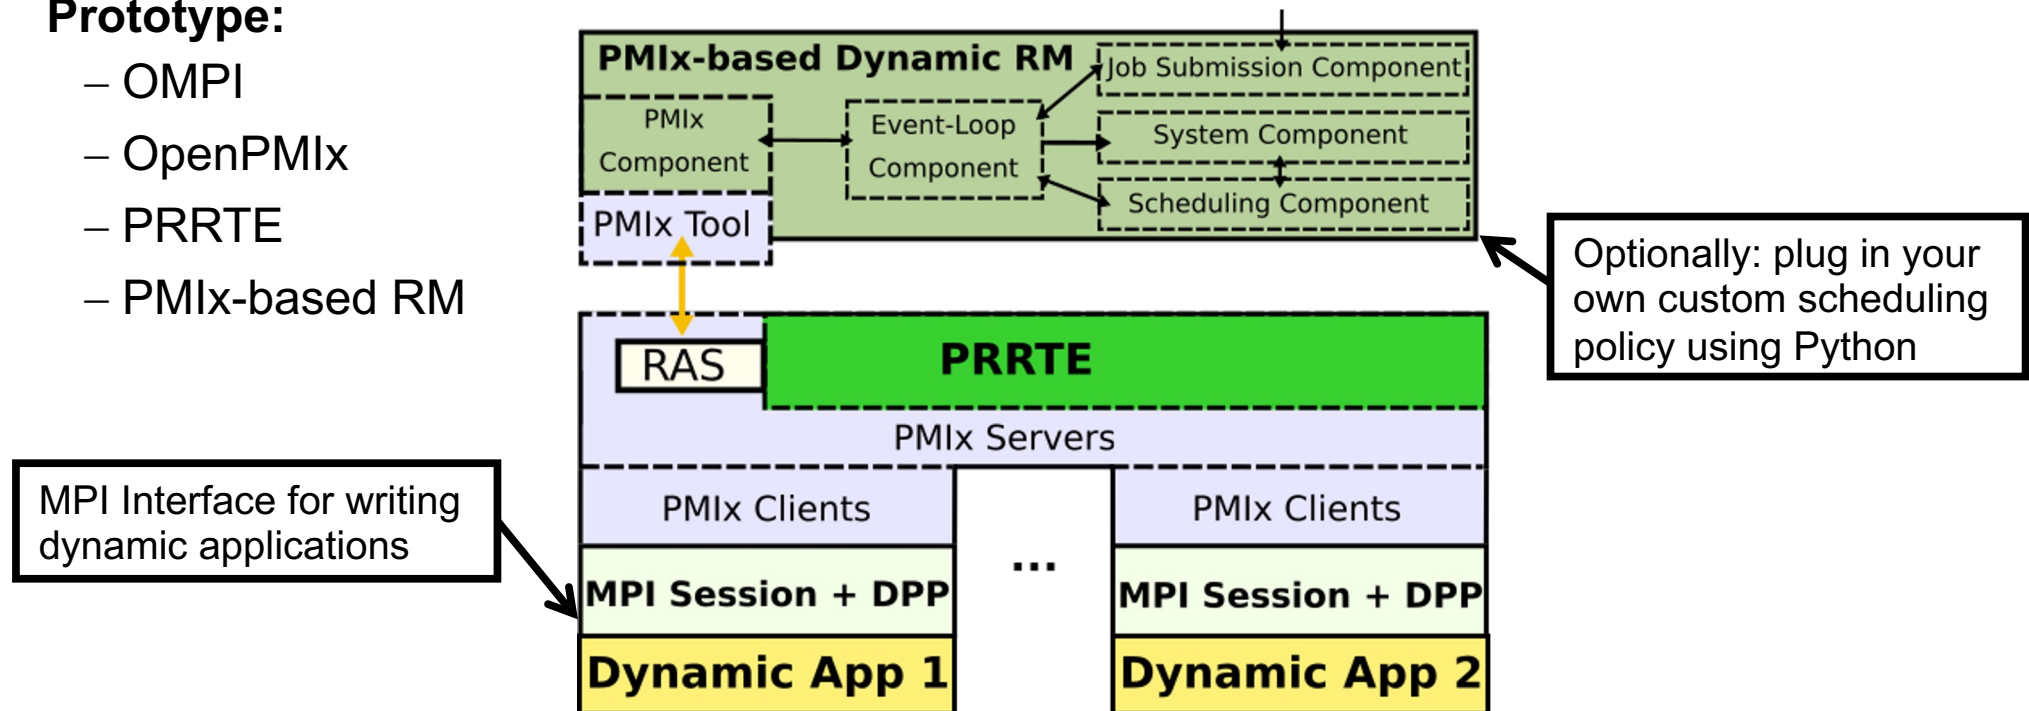 Prototype:
– OMPI
– OpenPMIx
– PRRTE
– PMIx-based RM
PMIx-based Dynamic RM
Job Submission Component
PMIx
Component
Event-Loop
Component
System Component
Scheduling Component
PMIx Tool
Optionally: plug in your
own custom scheduling
policy using Python
RAS
PRRTE
PMIx Servers
MPI Interface for writing
dynamic applications
PMIx Clients
PMIx Clients
...
MPI Session + DPP
MPI Session + DPP
Dynamic App 1
Dynamic App 2